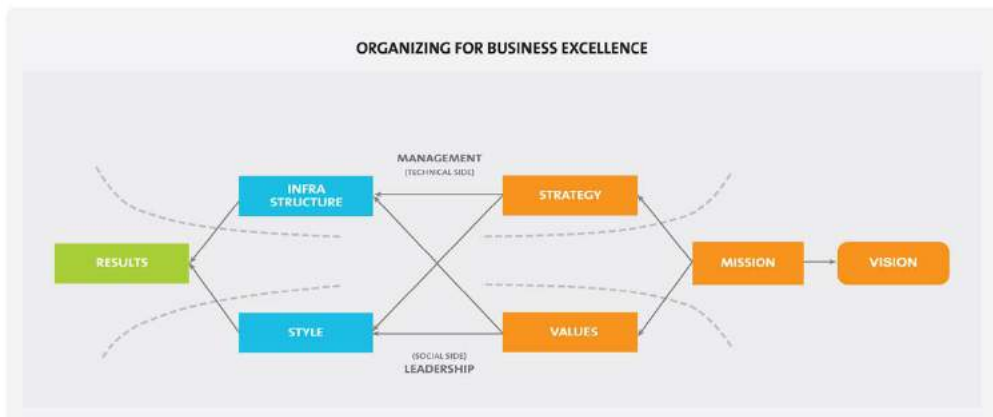 ORGANIZING FOR BUSINESS EXCELLENCE
MANAGEMENT
(TECHNICAL SIDE)
INFRA
STRUCTURE
STRATEGY
RESULTS
MISSION
VISION
STYLE
VALUES
(SOCIAL SIDE)
LEADERSHIP